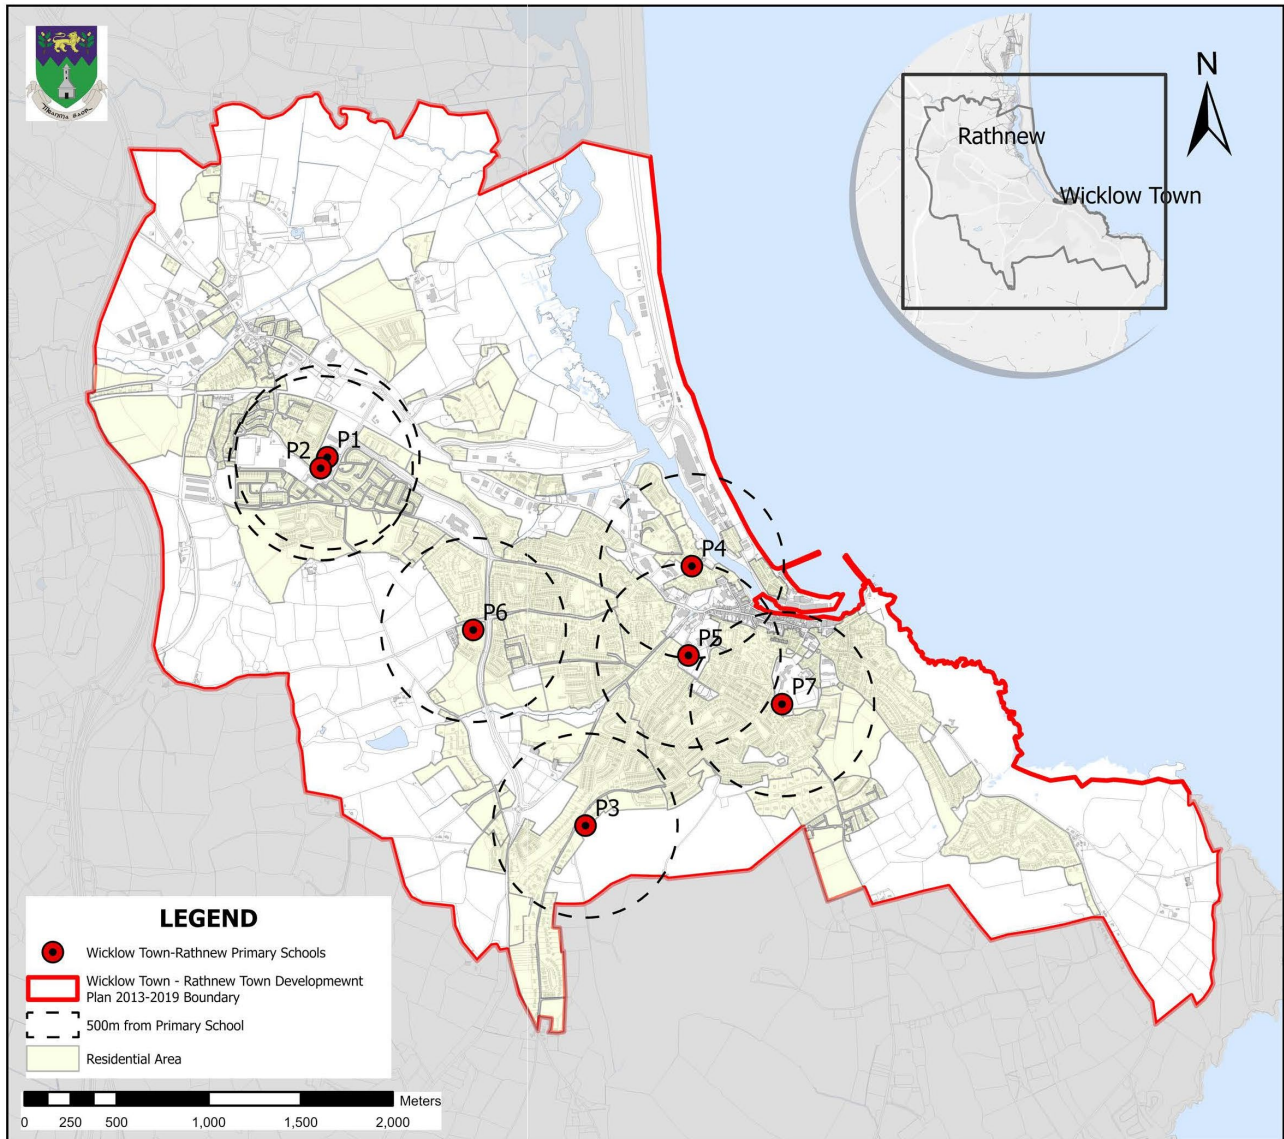 Meanma Saor
N
Rathnew
Wicklow Town
P1
P2
P4
P6
P5
P7
P3
LEGEND
Wicklow Town-Rathnew Primary Schools
Wicklow Town - Rathnew Town Developmewnt
Plan 2013-2019 Boundary
500m from Primary School
Residential Area
Meters
0 250 500 1,000 1,500 2,000